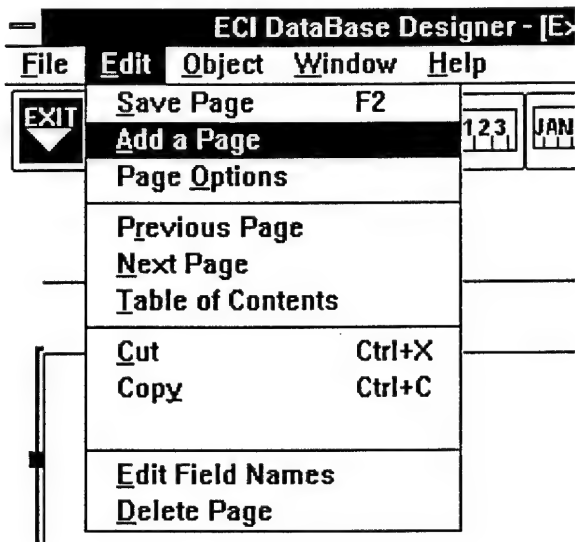 ECI DataBase Designer - [Ex
File Edit Object Window Help
EXIT
123
JAN
Save Page F2
Add a Page
Page Options
Previous Page
Next Page
Table of Contents
Cut Ctrl+X
Copy Ctrl+C
Edit Field Names
Delete Page